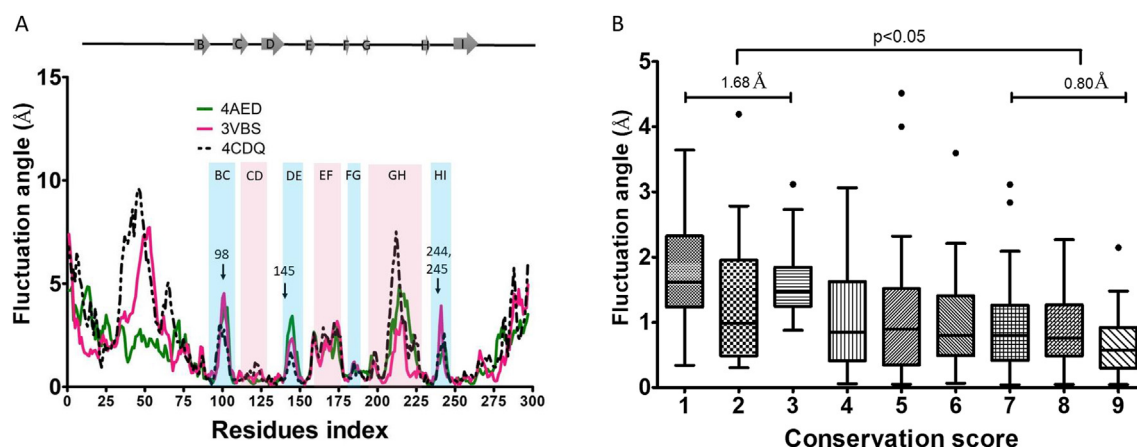 A
B C D E F G H I
15
10
5
0
Fluctuation angle (Å)
4AED
3VBS
4CDQ
BC CD DE EF FG GH HI
98
145
244,
245
0 25 50 75 100 125 150 175 200 225 250 275 300
Residues index
B
p<0.05
1.68 Å
0.80 Å
5
4
3
2
1
0
Fluctuation angle (Å)
1 2 3 4 5 6 7 8 9
Conservation score